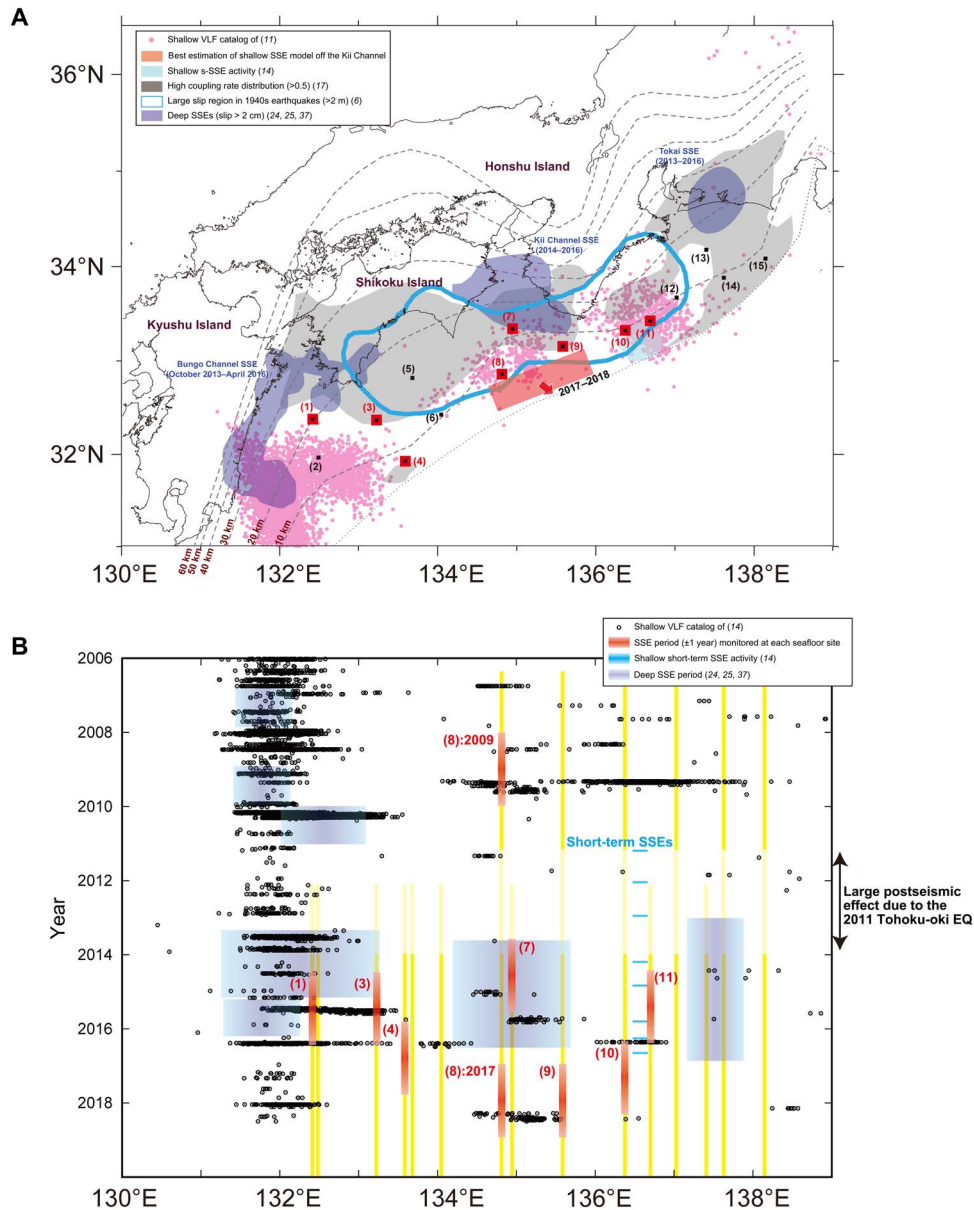 A
Shallow VLF catalog of (11)
Best estimation of shallow SSE model off the Kii Channel
Shallow s-SSE activity (14)
High coupling rate distribution (>0.5) (17)
Large slip region in 1940s earthquakes (>2 m) (6)
Deep SSEs (slip > 2 cm) (24, 25, 37)
36°N
34°N
32°N
Honshu Island
Tokai SSE
(2013–2016)
Kii Channel SSE
(2014–2016)
Shikoku Island
Kyushu Island
Bungo Channel SSE
(October 2013–April 2016)
(1)
(2)
(3)
(4)
(5)
(6)
(7)
(8)
(9)
(10)
(11)
(12)
(13)
(14)
(15)
2017–2018
60 km
50 km
40 km
30 km
20 km
10 km
130°E
132°E
134°E
136°E
138°E
B
Shallow VLF catalog of (14)
SSE period (±1 year) monitored at each seafloor site
Shallow short-term SSE activity (14)
Deep SSE period (24, 25, 37)
2006
2008
2010
2012
2014
2016
2018
Year
(8):2009
Short-term SSEs
Large postseismic
effect due to the
2011 Tohoku-oki EQ
(7)
(1)
(3)
(11)
(4)
(10)
(8):2017
(9)
130°E
132°E
134°E
136°E
138°E